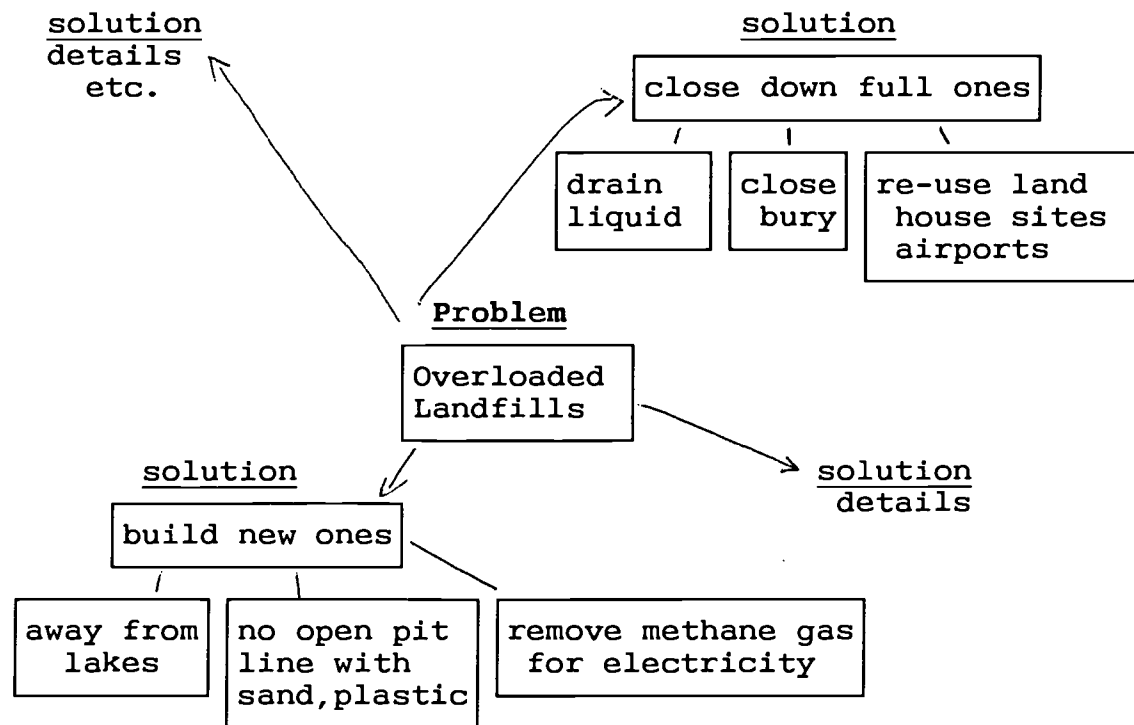 solution
details
etc.
solution
close down full ones
drain
liquid
close
bury
re-use land
house sites
airports
Problem
Overloaded
Landfills
solution
details
solution
build new ones
away from
lakes
no open pit
line with
sand,plastic
remove methane gas
for electricity